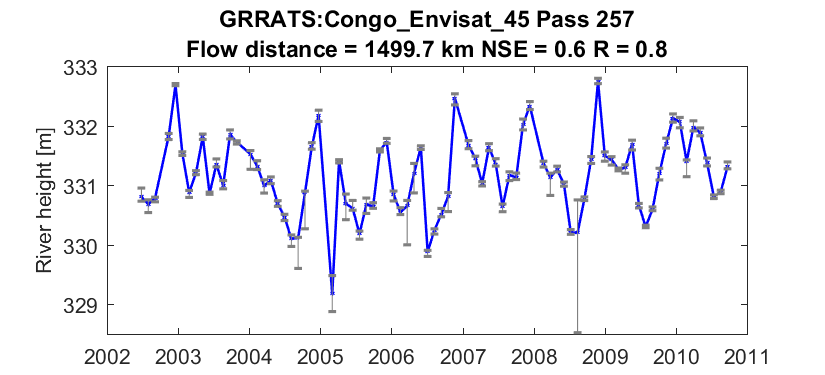 GRRATS:Congo_Envisat_45 Pass 257
Flow distance = 1499.7 km NSE = 0.6 R = 0.8
River height [m]
333
332
331
330
329
2002 2003 2004 2005 2006 2007 2008 2009 2010 2011